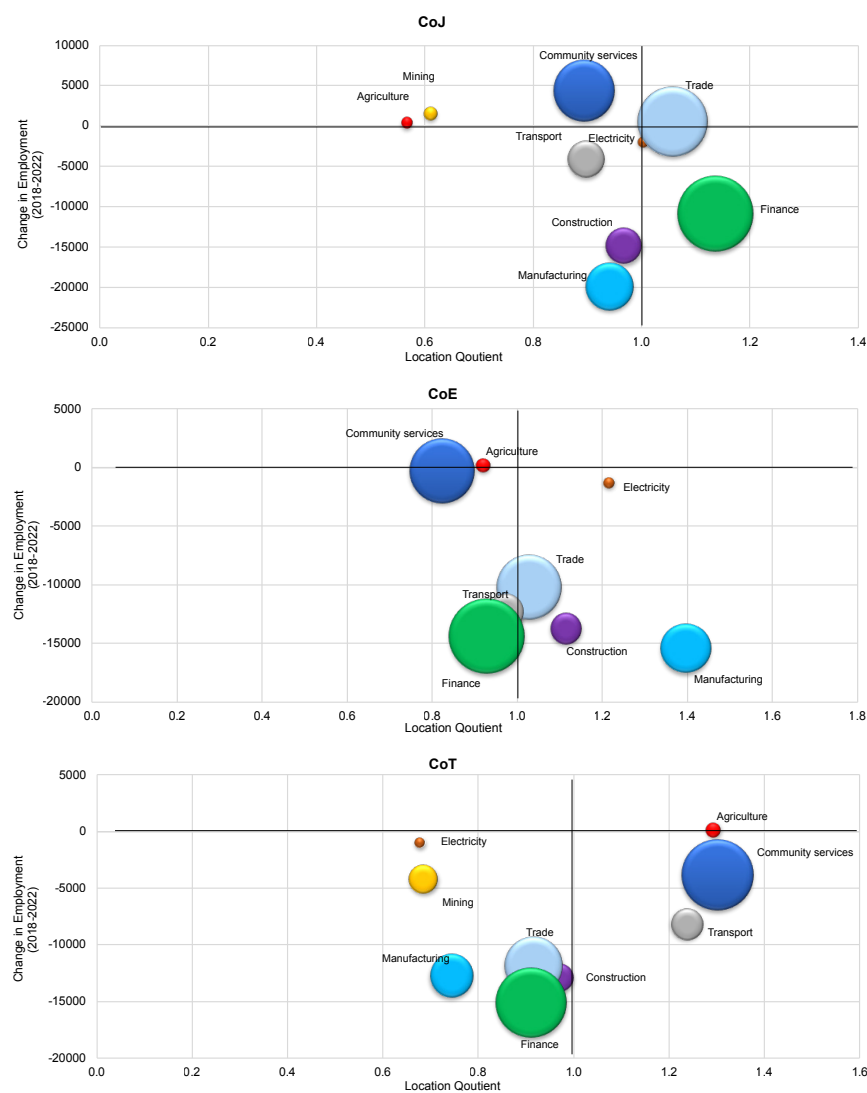 CoJ
10000
5000
0
-5000
-10000
-15000
-20000
-25000
Change in Employment
(2018-2022)
Community services
Mining
Trade
Agriculture
Transport
Electricity
Finance
Construction
Manufacturing
0.0 0.2 0.4 0.6 0.8 1.0 1.2 1.4
Location Qoutient
CoE
5000
0
-5000
-10000
-15000
-20000
Change in Employment
(2018-2022)
Community services
Agriculture
Electricity
Trade
Transport
Construction
Finance
Manufacturing
0.0 0.2 0.4 0.6 0.8 1.0 1.2 1.4 1.6 1.8
Location Qoutient
CoT
5000
0
-5000
-10000
-15000
-20000
Change in Employment
(2018-2022)
Agriculture
Electricity
Community services
Mining
Trade
Transport
Manufacturing
Construction
Finance
0.0 0.2 0.4 0.6 0.8 1.0 1.2 1.4 1.6
Location Qoutient